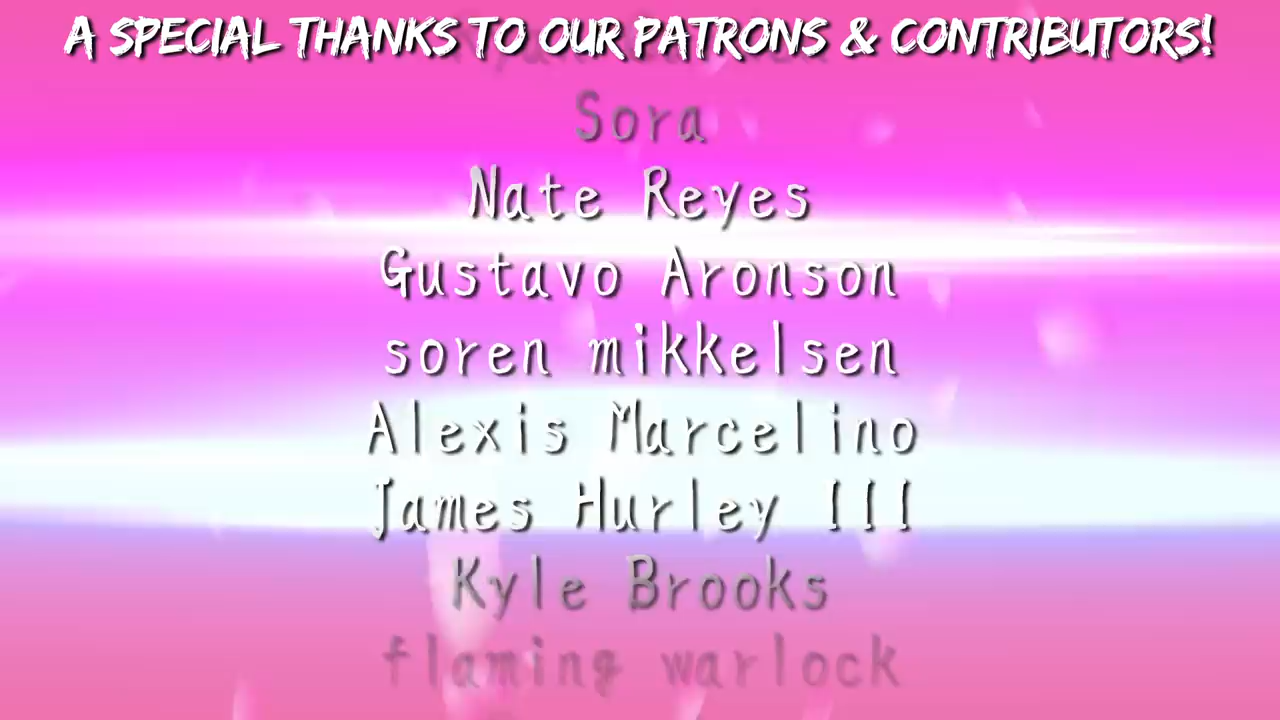 A SPECIAL THANKS TO OUR PATRONS & CONTRIBUTORS!
Sora
Nate Reyes
Gustavo Aronson
soren mikkelsen
Alexis Marcelino
James Hurley III
Kyle Brooks
flaming warlock